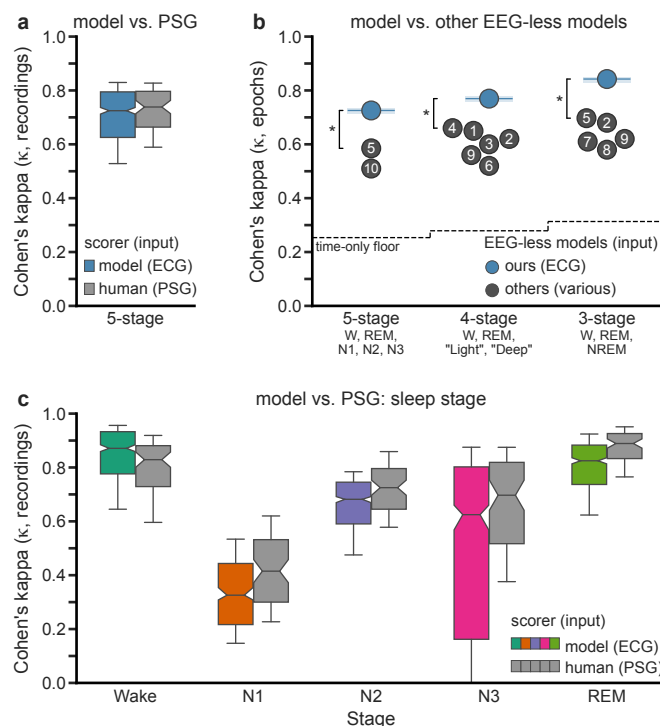 a
model vs. PSG
Cohen's kappa (κ, recordings)
1.0
0.8
0.6
0.4
0.2
0.0
scorer (input)
model (ECG)
human (PSG)
5-stage
b
model vs. other EEG-less models
Cohen's kappa (κ, epochs)
1.0
0.8
0.6
0.4
0.2
0.0
*
5
10
*
4
1
2
3
9
6
*
5
2
7
9
8
time-only floor
EEG-less models (input)
ours (ECG)
others (various)
5-stage
W, REM,
N1, N2, N3
4-stage
W, REM,
"Light", "Deep"
3-stage
W, REM,
NREM
c
model vs. PSG: sleep stage
Cohen's kappa (κ, recordings)
1.0
0.8
0.6
0.4
0.2
0.0
scorer (input)
model (ECG)
human (PSG)
Wake
N1
N2
N3
REM
Stage